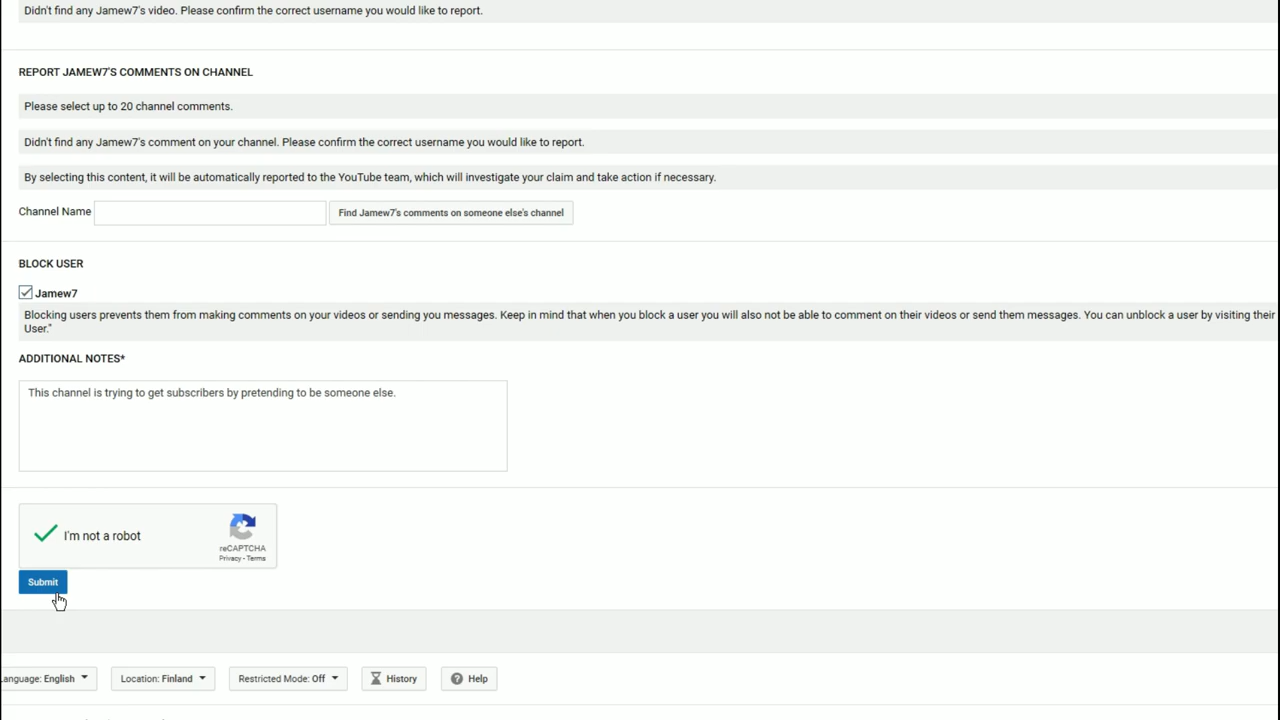 Didn't find any Jamew7's video. Please confirm the correct username you would like to report.
REPORT JAMEW7'S COMMENTS ON CHANNEL
Please select up to 20 channel comments.
Didn't find any Jamew7's comment on your channel. Please confirm the correct username you would like to report.
By selecting this content, it will be automatically reported to the YouTube team, which will investigate your claim and take action if necessary.
Channel Name Find Jamew7's comments on someone else's channel
BLOCK USER
Jamew7
Blocking users prevents them from making comments on your videos or sending you messages. Keep in mind that when you block a user you will also not be able to comment on their videos or send them messages. You can unblock a user by visiting their
User."
ADDITIONAL NOTES*
This channel is trying to get subscribers by pretending to be someone else.
I'm not a robot
reCAPTCHA
Privacy - Terms
Submit
Language: English Location: Finland Restricted Mode: Off History Help